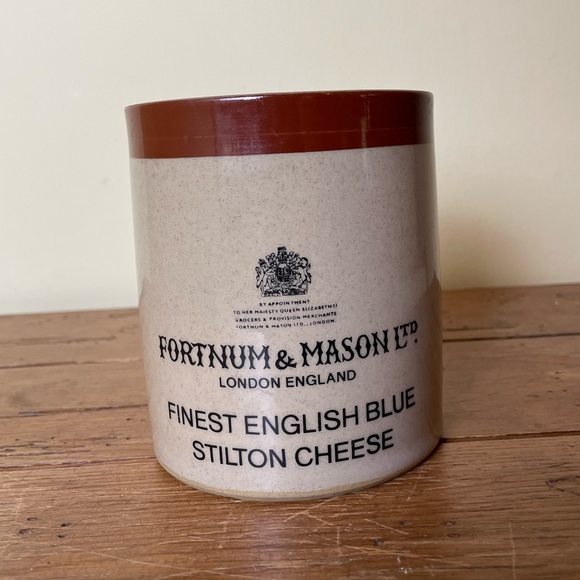 BY APPOINTMENT
TO HER MAJESTY QUEEN ELIZABETH II
GROCERS & PROVISION MERCHANTS
FORTNUM & MASON LTD., LONDON.
FORTNUM & MASON LTD.
LONDON ENGLAND
FINEST ENGLISH BLUE
STILTON CHEESE